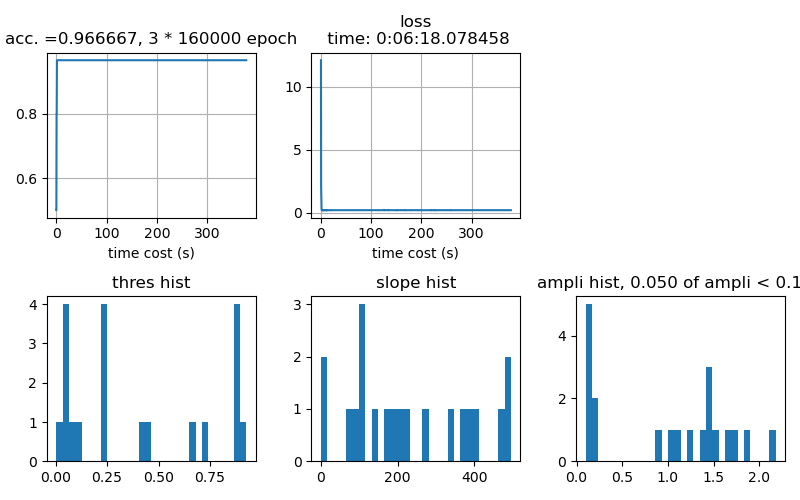 acc. =0.966667, 3 * 160000 epoch
0.8
0.6
0 100 200 300
time cost (s)
loss
time: 0:06:18.078458
10
5
0
0 100 200 300
time cost (s)
thres hist
4
3
2
1
0
0.00 0.25 0.50 0.75
slope hist
3
2
1
0
0 200 400
ampli hist, 0.050 of ampli < 0.1
4
2
0
0.0 0.5 1.0 1.5 2.0